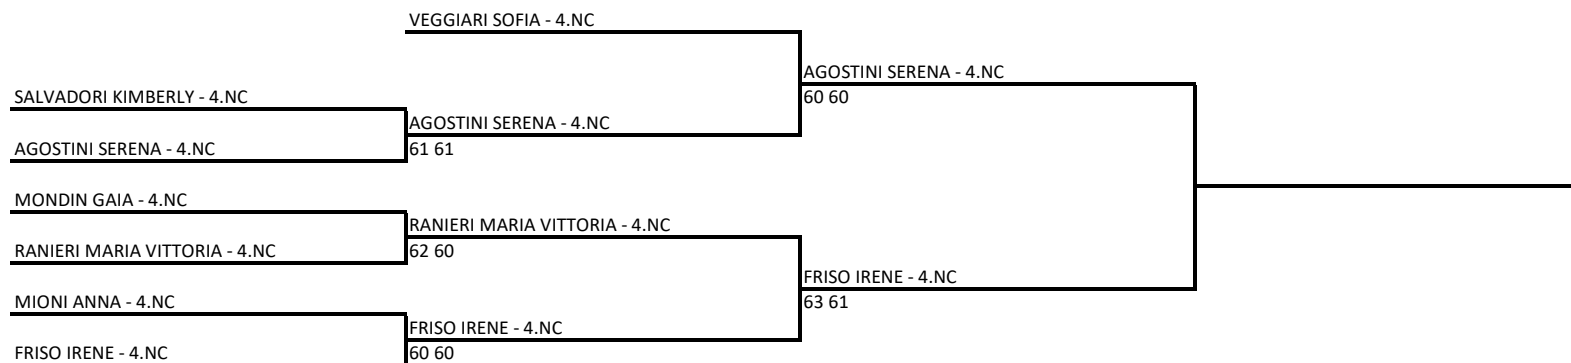 VEGGIARI SOFIA - 4.NC
AGOSTINI SERENA - 4.NC
SALVADORI KIMBERLY - 4.NC
60 60
AGOSTINI SERENA - 4.NC
AGOSTINI SERENA - 4.NC
61 61
MONDIN GAIA - 4.NC
RANIERI MARIA VITTORIA - 4.NC
RANIERI MARIA VITTORIA - 4.NC
62 60
FRISO IRENE - 4.NC
MIONI ANNA - 4.NC
63 61
FRISO IRENE - 4.NC
FRISO IRENE - 4.NC
60 60